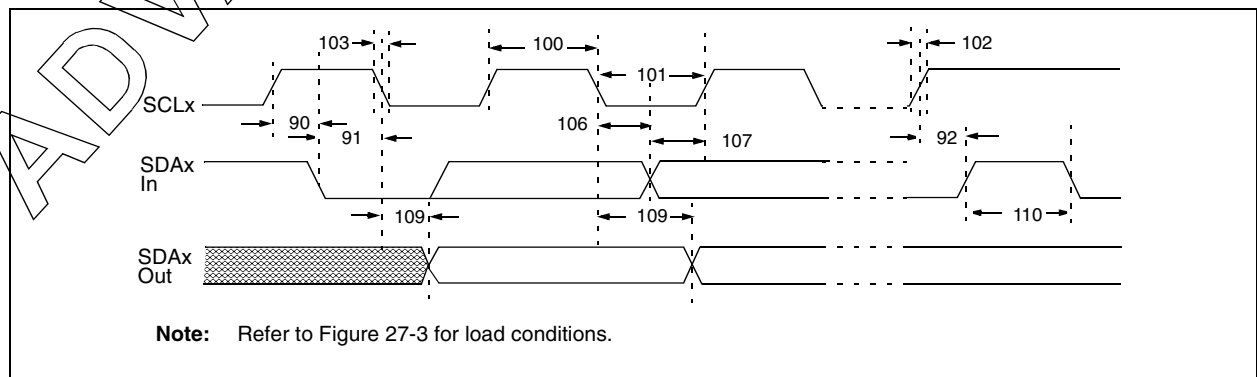 ADV
103
100
101
102
SCLx
90
91
106
107
92
SDAx
In
109
109
110
SDAx
Out
Note: Refer to Figure 27-3 for load conditions.